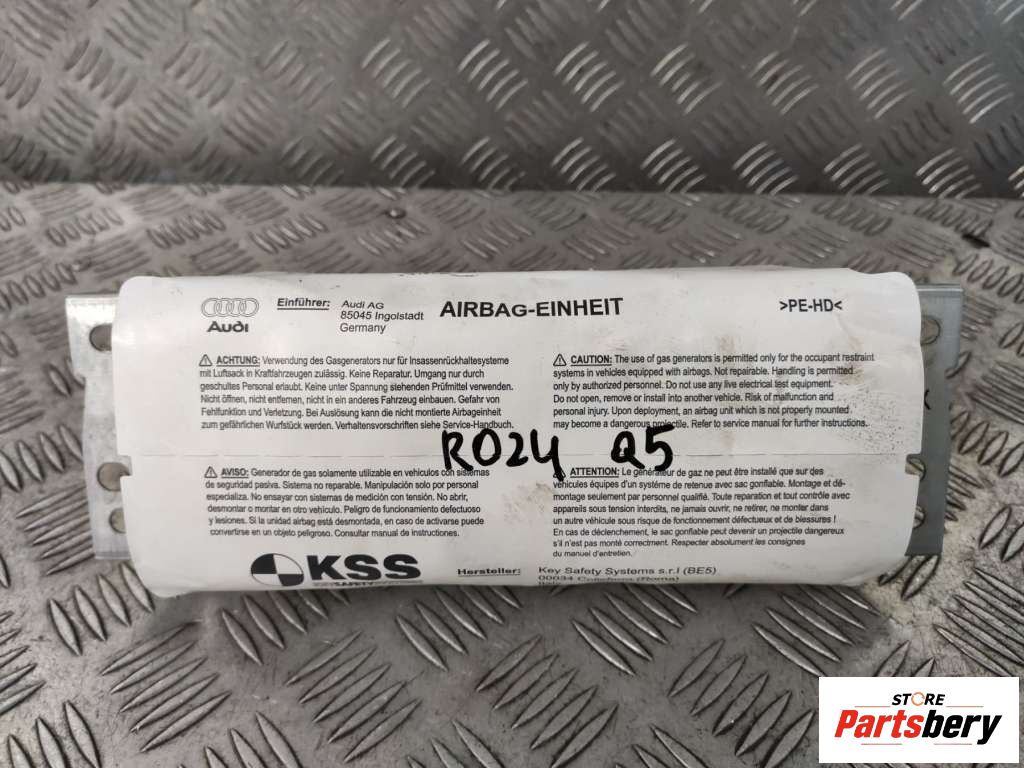 Audi
Einführer: Audi AG
85045 Ingolstadt
Germany
AIRBAG-EINHEIT
>PE-HD<
ACHTUNG: Verwendung des Gasgenerators nur für Insassenrückhaltesysteme
mit Luftsack in Kraftfahrzeugen zulässig. Keine Reparatur. Umgang nur durch
geschultes Personal erlaubt. Keine unter Spannung siehenden Prüfmittel verwenden.
Nicht öffnen, nicht entfernen, nicht in ein anderes Fahrzeug einbauen. Gefahr von
Fehlfunktion und Verletzung. Bei Auslösung kann die nicht montierte Airbageinheit
zum gefährlichen Wurfstück werden. Verhaltensvorschriften siehe Service-Handbuch.
CAUTION: The use of gas generators is permitted only for the occupant restraint
systems in vehicles equipped with airbags. Not repairable. Handling is permitted
only by authorized personnel. Do not use any live electrical test equipment.
Do not open, remove or install into another vehicle. Risk of malfunction and
personal injury. Upon deployment, an airbag unit which is not properly mounted
may become a dangerous projectile. Refer to service manual for further instructions.
RO24 Q5
AVISO: Generador de gas solamente utilizable en vehículos con sistemas
de seguridad pasiva. Sistema no reparable. Manipulación solo por personal
especializa. No ensayar con sistemas de medición con tensión. No abrir,
desmontar o montar en otro vehículo. Peligro de funcionamiento defectuoso
y lesiones. Si la unidad airbag está desmontada, en caso de activarse puede
convertirse en un objeto peligroso. Consultar manual de instrucciones.
ATTENTION: Le générateur de gaz ne peut être installé que sur des
véhicules équipes d'un système de retenue avec sac gonflable. Montage et dé-
montage seulement par personnel qualifié. Toute reparation et tout contrôle avec
appareils sous tension interdits, ne jamais ouvrir, ne retirer, ne monter dans
un autre véhicule sous risque de fonctionnement défectueux et de blessures !
En cas de déclenchement, le sac gonflable peut devenir un projectile dangereux
s'il n'est pas monté correctement. Respecter absolument les consignes
du manuel d'entretien.
KSS
Hersteller: Key Safety Systems s.r.l (BE5)
00034 Colleferro (Roma)
STORE
Partsbery